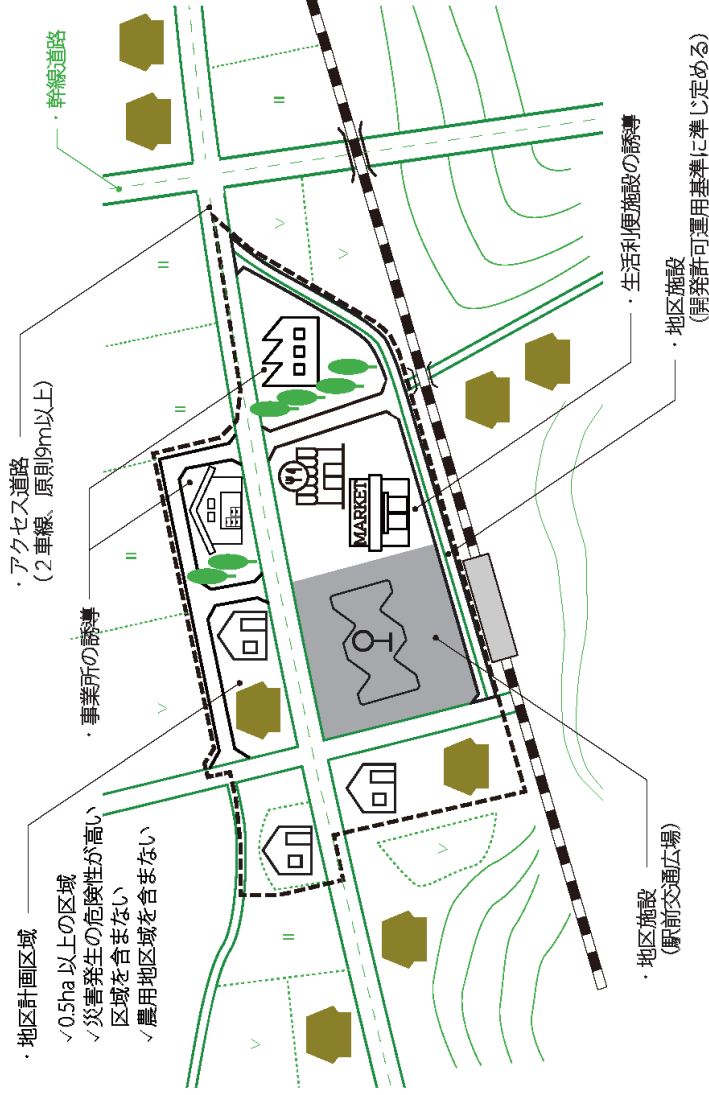 ・地区計画区域
✓0.5ha 以上の区域
✓災害発生の危険性が高い
区域を含まない
✓農用地区域を含まない
・事業所の誘導
・アクセス道路
(２車線、原則9m以上)
・幹線道路
MARKET
・地区施設
(駅前交通広場)
・生活利便施設の誘導
・地区施設
(開発許可運用基準に準じ定める)